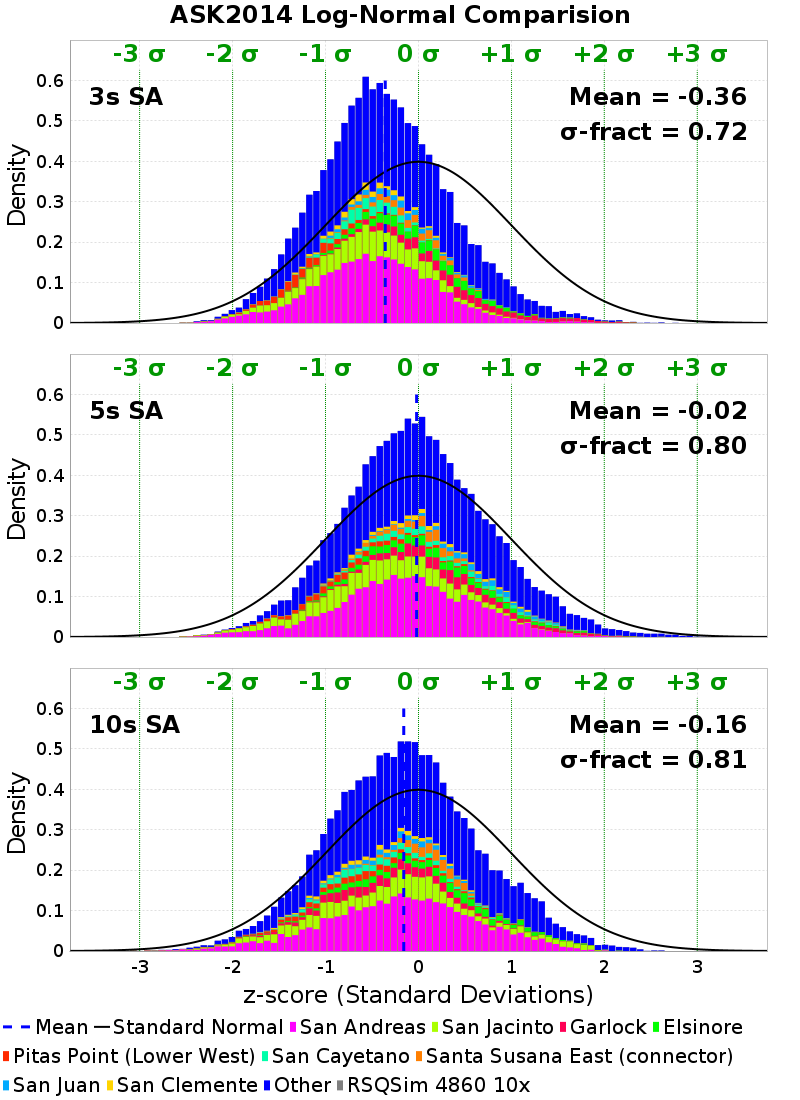 ASK2014 Log-Normal Comparision
-3 σ -2 σ -1 σ 0 σ +1 σ +2 σ +3 σ
0.6
3s SA Mean = -0.36
0.5
σ-fract = 0.72
0.4
Density
0.3
0.2
0.1
0
-3 σ -2 σ -1 σ 0 σ +1 σ +2 σ +3 σ
0.6
5s SA Mean = -0.02
0.5
σ-fract = 0.80
0.4
Density
0.3
0.2
0.1
0
-3 σ -2 σ -1 σ 0 σ +1 σ +2 σ +3 σ
0.6
10s SA Mean = -0.16
0.5
σ-fract = 0.81
0.4
Density
0.3
0.2
0.1
0
-3 -2 -1 0 1 2 3
z-score (Standard Deviations)
Mean Standard Normal San Andreas San Jacinto Garlock Elsinore
Pitas Point (Lower West) San Cayetano Santa Susana East (connector)
San Juan San Clemente Other RSQSim 4860 10x